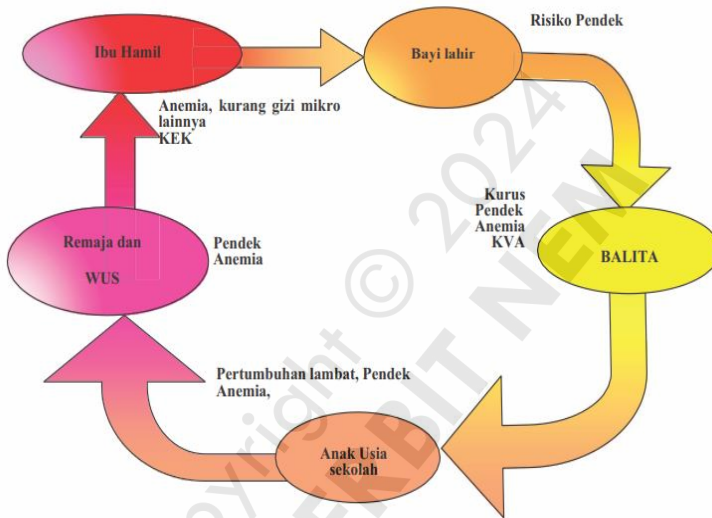 Ibu Hamil
Bayi lahir
Risiko Pendek
Anemia, kurang gizi mikro
lainnya
KEK
Kurus
Pendek
Anemia
KVA
BALITA
Remaja dan
WUS
Pendek
Anemia
Pertumbuhan lambat, Pendek
Anemia,
Anak Usia
sekolah
© 2024